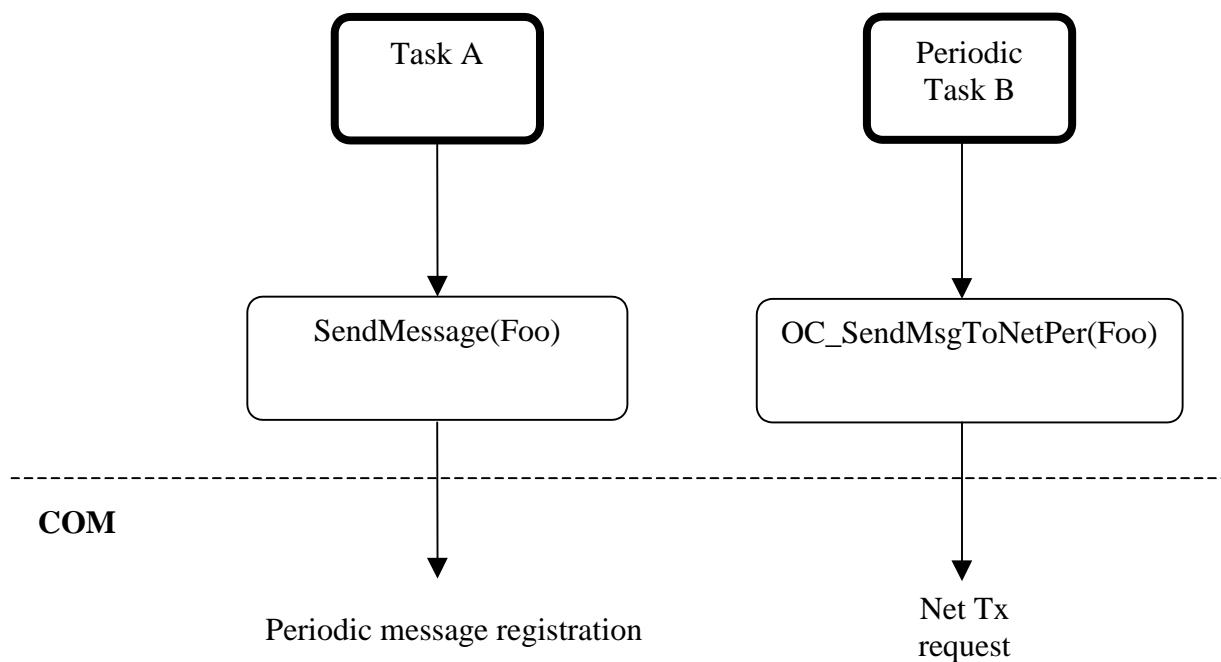 Task A
Periodic
Task B
SendMessage(Foo)
OC_SendMsgToNetPer(Foo)
COM
Periodic message registration
Net Tx
request